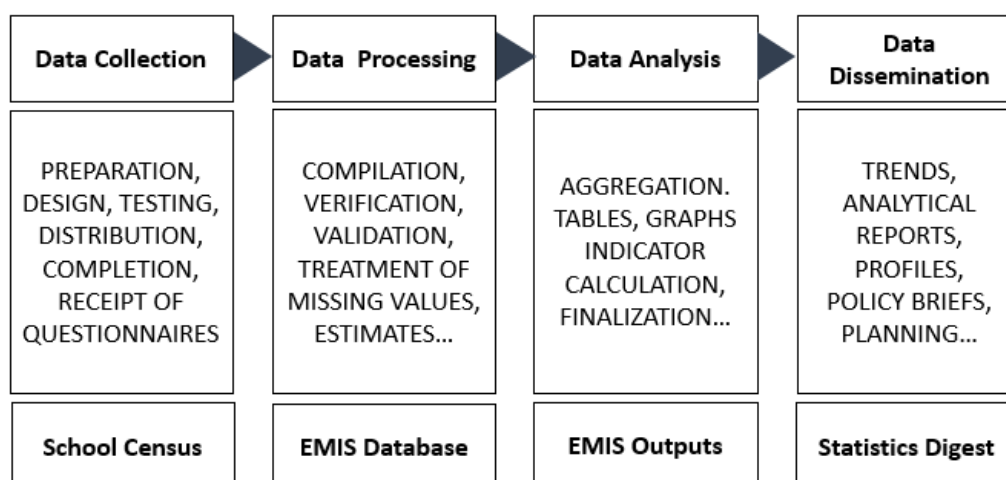 Data Collection
Data Processing
Data Analysis
Data
Dissemination
PREPARATION,
DESIGN, TESTING,
DISTRIBUTION,
COMPLETION,
RECEIPT OF
QUESTIONNAIRES
COMPILATION,
VERIFICATION,
VALIDATION,
TREATMENT OF
MISSING VALUES,
ESTIMATES...
AGGREGATION.
TABLES, GRAPHS
INDICATOR
CALCULATION,
FINALIZATION...
TRENDS,
ANALYTICAL
REPORTS,
PROFILES,
POLICY BRIEFS,
PLANNING...
School Census
EMIS Database
EMIS Outputs
Statistics Digest